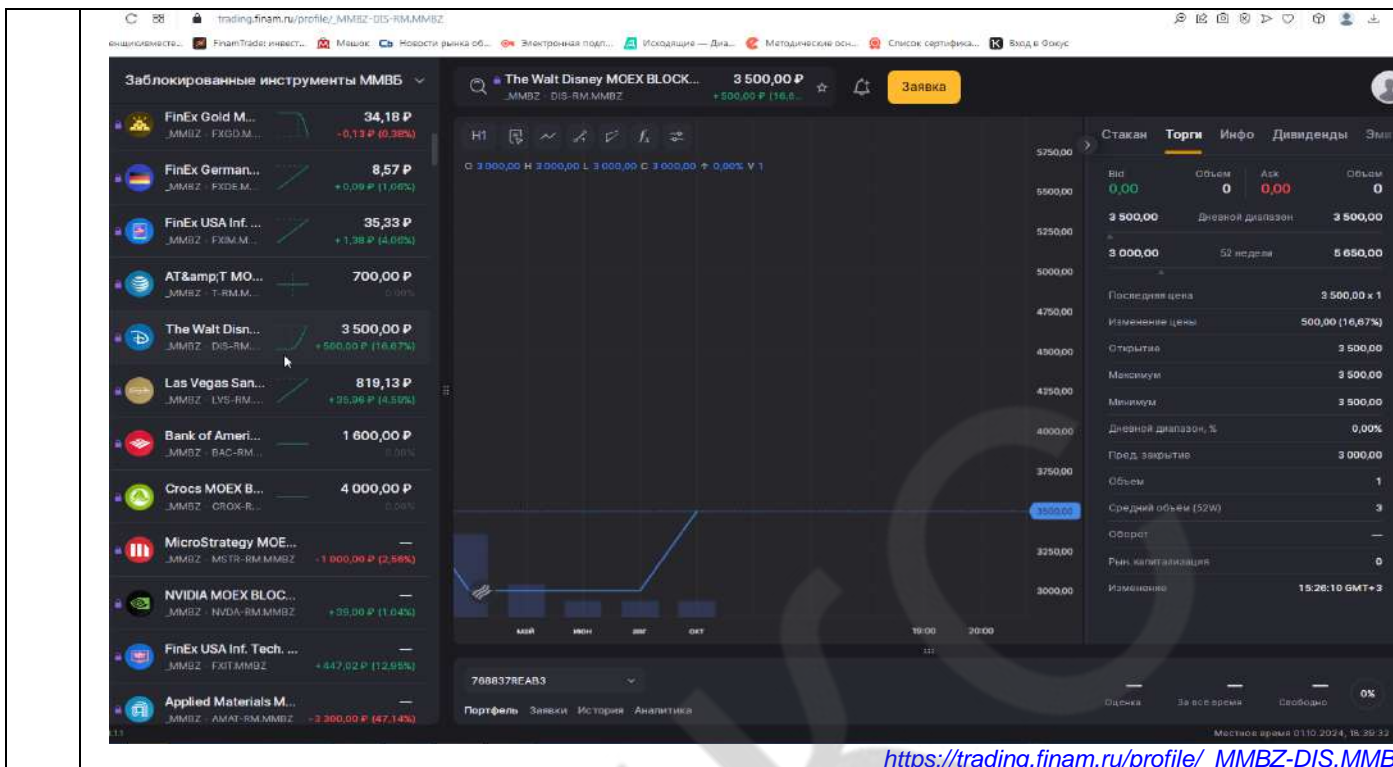 trading.finam.ru/profile/_MMBZ-DIS-RM.MMBZ
FinamTrade: инвест...
Мешок
Новости рынка об...
Электронная подп...
Исходящие — Диа...
Методические осн...
Список сертифика...
Вход в Фокус
Заблокированные инструменты ММВБ
The Walt Disney MOEX BLOCK...
3 500,00 ₽
_MMBZ · DIS-RM.MMBZ
+500,00 ₽ (16,6...
Заявка
FinEx Gold M...
34,18 ₽
_MMBZ · FXGD.M...
-0,13 ₽ (0,38%)
FinEx German...
8,57 ₽
_MMBZ · FXDE.M...
+0,09 ₽ (1,06%)
FinEx USA Inf. ...
35,33 ₽
_MMBZ · FXIM.M...
+1,38 ₽ (4,06%)
AT&amp;T MO...
700,00 ₽
_MMBZ · T-RM.M...
0,00%
The Walt Disn...
3 500,00 ₽
_MMBZ · DIS-RM...
+500,00 ₽ (16,67%)
Las Vegas San...
819,13 ₽
_MMBZ · LVS-RM....
Bank of Ameri...
1 600,00 ₽
_MMBZ · BAC-RM...
0,00%
Crocs MOEX B...
4 000,00 ₽
_MMBZ · CROX-R...
0,00%
MicroStrategy MOE...
—
_MMBZ · MSTR-RM.MMBZ
-1 000,00 ₽ (2,56%)
NVIDIA MOEX BLOC...
—
_MMBZ · NVDA-RM.MMBZ
+39,00 ₽ (1,04%)
FinEx USA Inf. Tech. ...
—
_MMBZ · FXIT.MMBZ
+447,02 ₽ (12,95%)
Applied Materials M...
—
_MMBZ · AMAT-RM.MMBZ
-3 300,00 ₽ (47,14%)
H1
O 3 000,00 H 3 000,00 L 3 000,00 C 3 000,00 + 0,00% V 1
5750,00
5500,00
5250,00
5000,00
4750,00
4500,00
4250,00
4000,00
3750,00
3500,00
3250,00
3000,00
май июн авг окт 19:00 20:00
Стакан Торги Инфо Дивиденды
Bid Объем Ask Объем
0,00 0 0,00 0
3 500,00 Дневной диапазон 3 500,00
3 000,00 52 недели 5 650,00
Последняя цена 3 500,00 x 1
Изменение цены 500,00 (16,67%)
Открытие 3 500,00
Максимум 3 500,00
Минимум 3 500,00
Дневной диапазон, % 0,00%
Пред. закрытие 3 000,00
Объем 1
Средний объем (52W) 3
Оборот —
Рын. капитализация 0
Изменение 15:26:10 GMT+3
768837REAB3
Портфель Заявки История Аналитика
— — — 0%
Оценка За все время Свободно
Местное время 01.10.2024, 18:39:32
https://trading.finam.ru/profile/_MMBZ-DIS.MMB